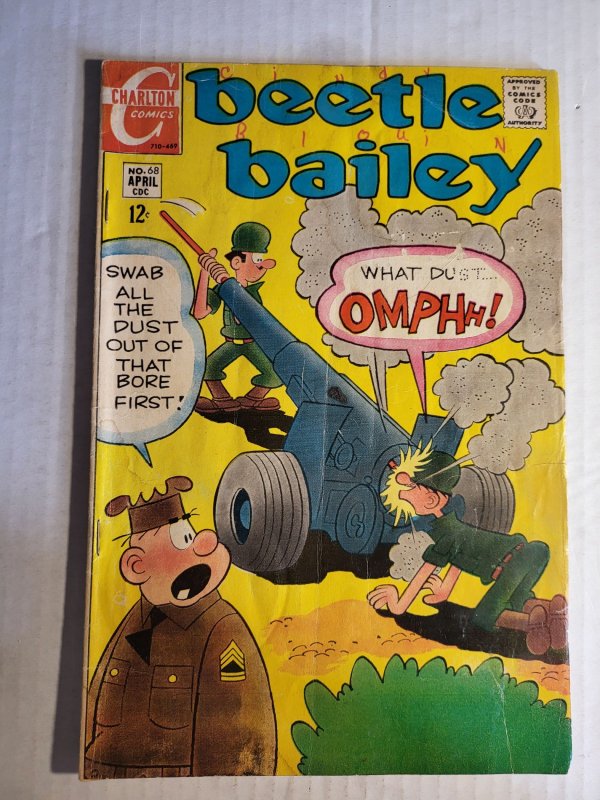 CHARLTON
COMICS
710-469
beetle
bailey
APPROVED
BY THE
COMICS
CODE
AUTHORITY
NO. 68
APRIL
CDC
12¢
SWAB
ALL
THE
DUST
OUT OF
THAT
BORE
FIRST!
WHAT DUST...
OMPHH!